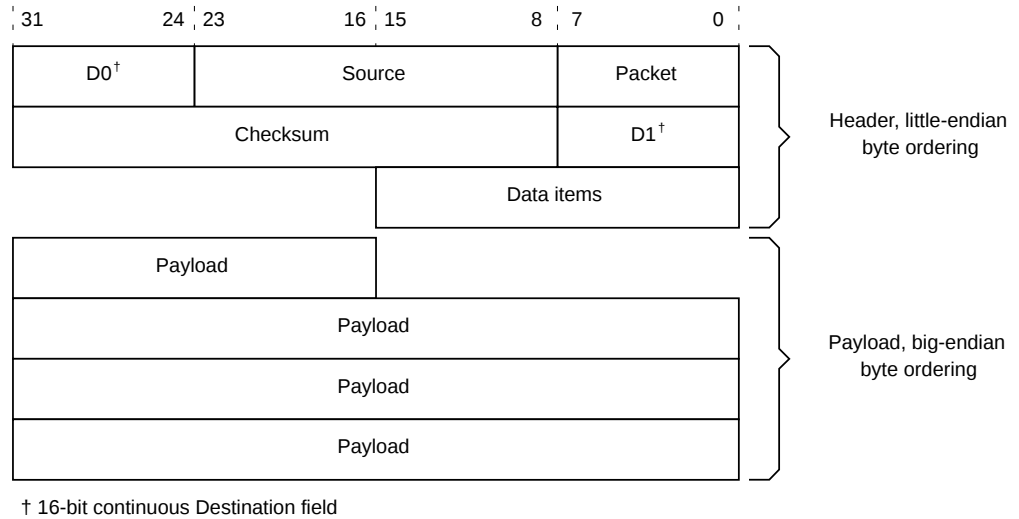 31 24 23 16 15 8 7 0
D0† Source Packet
Checksum D1†
Data items
Header, little-endian
byte ordering
Payload
Payload
Payload
Payload
Payload, big-endian
byte ordering
† 16-bit continuous Destination field